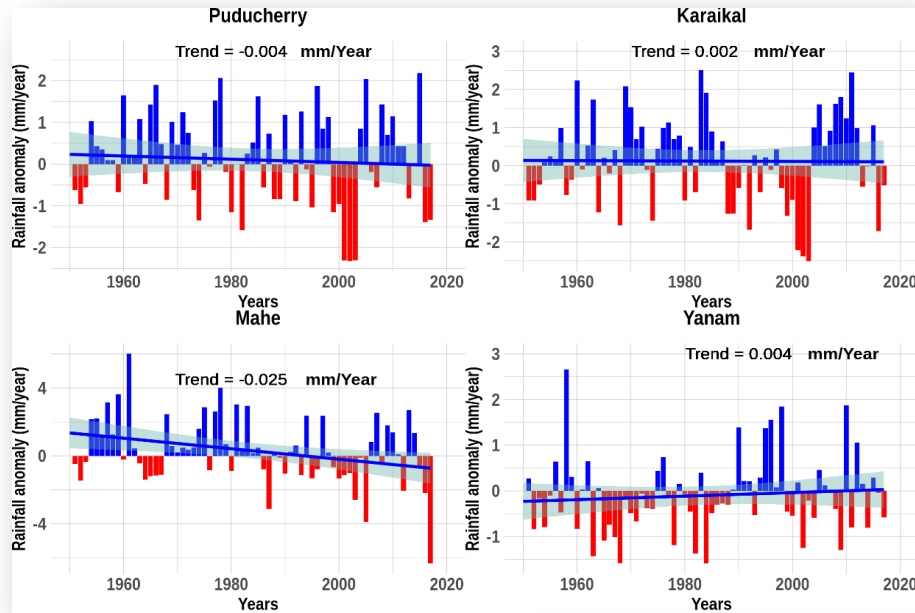 Puducherry
Trend = -0.004 mm/Year
Rainfall anomaly (mm/year)
2
1
0
-1
-2
1960 1980 2000 2020
Years
Karaikal
Trend = 0.002 mm/Year
Rainfall anomaly (mm/year)
3
2
1
0
-1
-2
1960 1980 2000 2020
Years
Mahe
Trend = -0.025 mm/Year
Rainfall anomaly (mm/year)
4
0
-4
1960 1980 2000 2020
Years
Yanam
Trend = 0.004 mm/Year
Rainfall anomaly (mm/year)
3
2
1
0
-1
1960 1980 2000 2020
Years